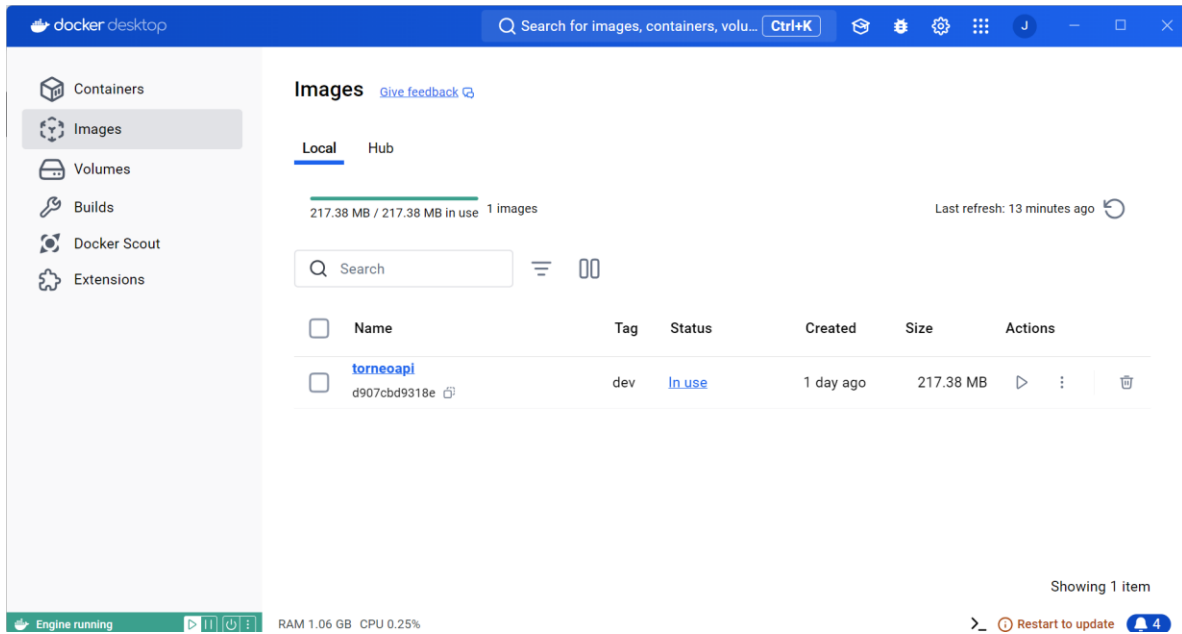 docker desktop
Search for images, containers, volu... Ctrl+K
J
Containers
Images
Volumes
Builds
Docker Scout
Extensions
Images Give feedback
Local Hub
217.38 MB / 217.38 MB in use 1 images
Last refresh: 13 minutes ago
Search
Name Tag Status Created Size Actions
torneoapi
d907cbd9318e
dev In use 1 day ago 217.38 MB
Showing 1 item
Engine running
RAM 1.06 GB CPU 0.25%
Restart to update 4